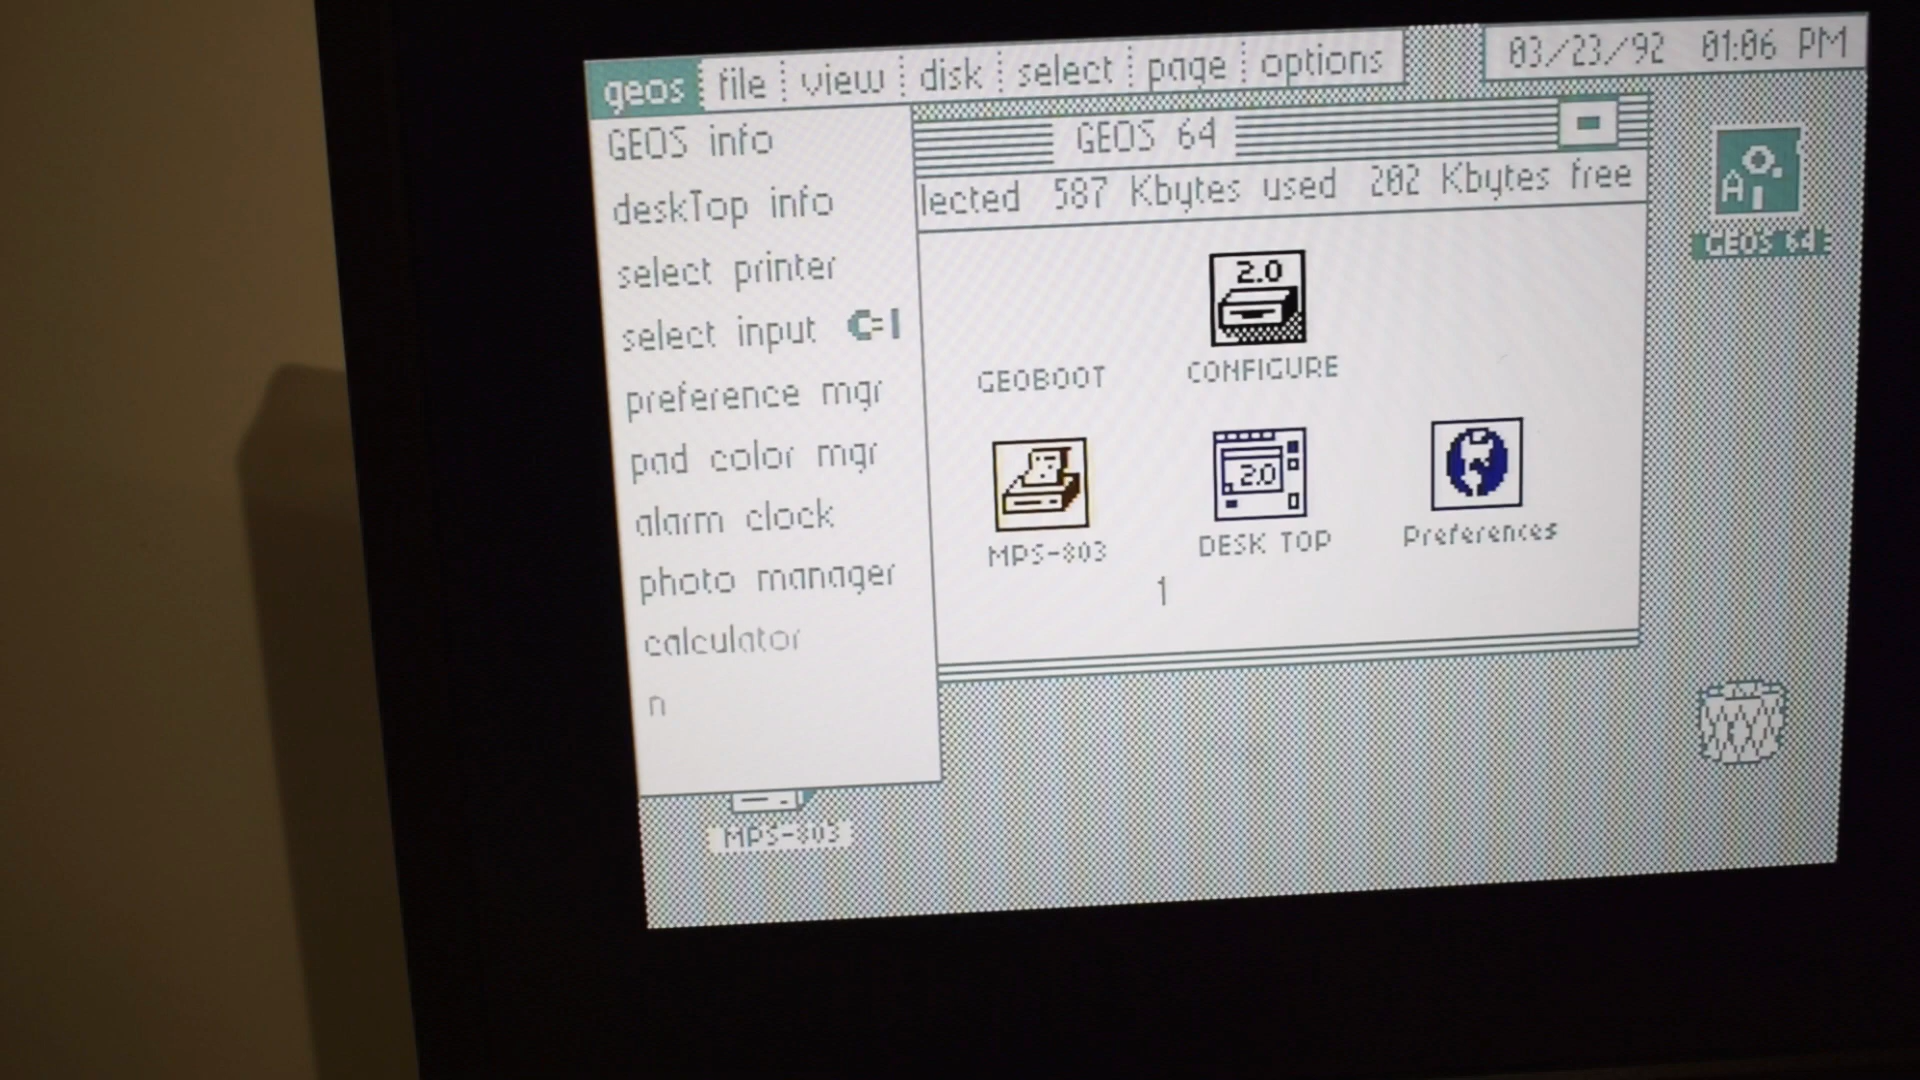 geos file view disk select page options 03/23/92 01:06 PM
GEOS info
deskTop info
select printer
select input C=I
preference mgr
pad color mgr
alarm clock
photo manager
calculator
n
GEOS 64
lected 587 Kbytes used 202 Kbytes free
2.0
GEOBOOT CONFIGURE
2.0
MPS-803 DESK TOP Preferences
1
A
GEOS 64
MPS-803